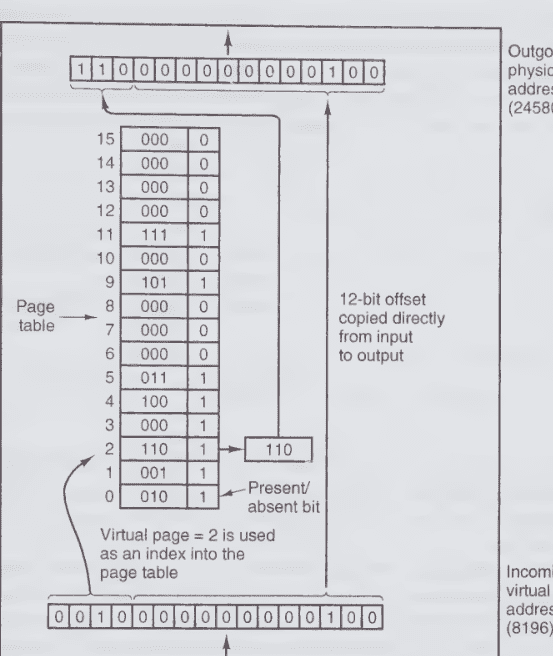 1 1 0 0 0 0 0 0 0 0 0 0 1 0 0
Outgo
physic
addres
(24580
15 000 0
14 000 0
13 000 0
12 000 0
11 111 1
10 000 0
9 101 1
8 000 0
7 000 0
6 000 0
5 011 1
4 100 1
3 000 1
2 110 1
1 001 1
0 010 1
Page
table
110
Present/
absent bit
12-bit offset
copied directly
from input
to output
Virtual page = 2 is used
as an index into the
page table
0 0 1 0 0 0 0 0 0 0 0 0 0 1 0 0
Incomi
virtual
addres
(8196)